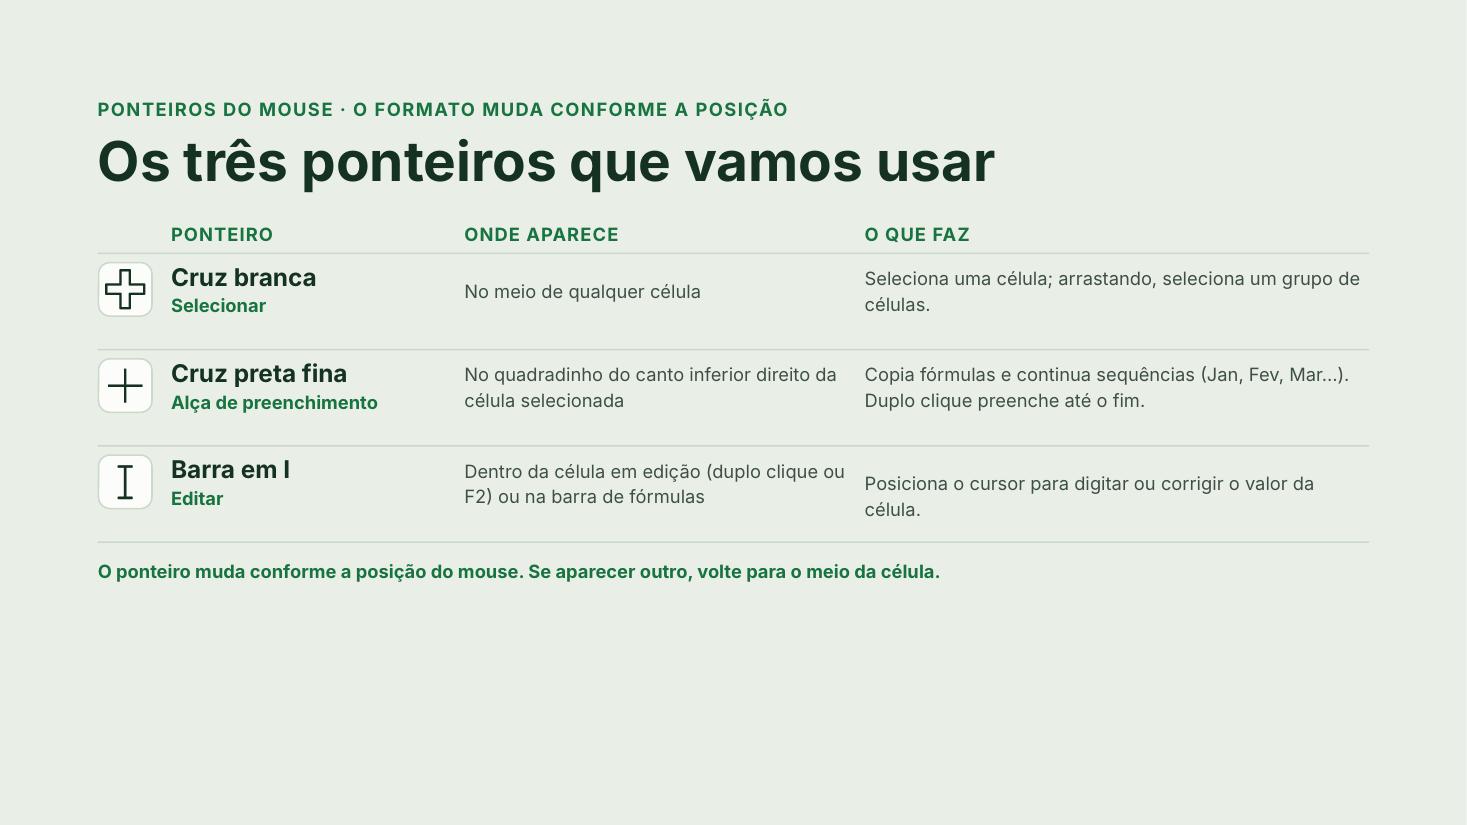 PONTEIROS DO MOUSE · O FORMATO MUDA CONFORME A POSIÇÃO
Os três ponteiros que vamos usar
PONTEIRO ONDE APARECE O QUE FAZ
Cruz branca
Selecionar
No meio de qualquer célula
Seleciona uma célula; arrastando, seleciona um grupo de
células.
Cruz preta fina
Alça de preenchimento
No quadradinho do canto inferior direito da
célula selecionada
Copia fórmulas e continua sequências (Jan, Fev, Mar...).
Duplo clique preenche até o fim.
Barra em I
Editar
Dentro da célula em edição (duplo clique ou
F2) ou na barra de fórmulas
Posiciona o cursor para digitar ou corrigir o valor da
célula.
O ponteiro muda conforme a posição do mouse. Se aparecer outro, volte para o meio da célula.